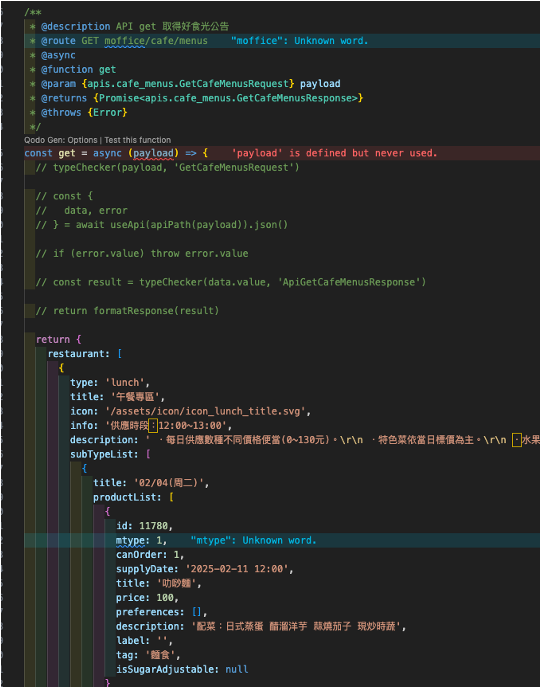 /**
* @description API get 取得好食光公告
* @route GET moffice/cafe/menus "moffice": Unknown word.
* @async
* @function get
* @param {apis.cafe_menus.GetCafeMenusRequest} payload
* @returns {Promise<apis.cafe_menus.GetCafeMenusResponse>}
* @throws {Error}
*/
Qodo Gen: Options | Test this function
const get = async (payload) => { 'payload' is defined but never used.
// typeChecker(payload, 'GetCafeMenusRequest')
// const {
//   data, error
// } = await useApi(apiPath(payload)).json()
// if (error.value) throw error.value
// const result = typeChecker(data.value, 'ApiGetCafeMenusResponse')
// return formatResponse(result)
return {
restaurant: [
{
type: 'lunch',
title: '午餐專區',
icon: '/assets/icon/icon_lunch_title.svg',
info: '供應時段：12:00~13:00',
description: ' ‧每日供應數種不同價格便當(0~130元)。\r\n ‧特色菜依當日標價為主。\r\n ‧水果
subTypeList: [
{
title: '02/04(周二)',
productList: [
{
id: 11780,
mtype: 1, "mtype": Unknown word.
canOrder: 1,
supplyDate: '2025-02-11 12:00',
title: '叻沙麵',
price: 100,
preferences: [],
description: '配菜：日式蒸蛋 醋溜洋芋 蒜燒茄子 現炒時蔬',
label: '',
tag: '麵食',
isSugarAdjustable: null
}